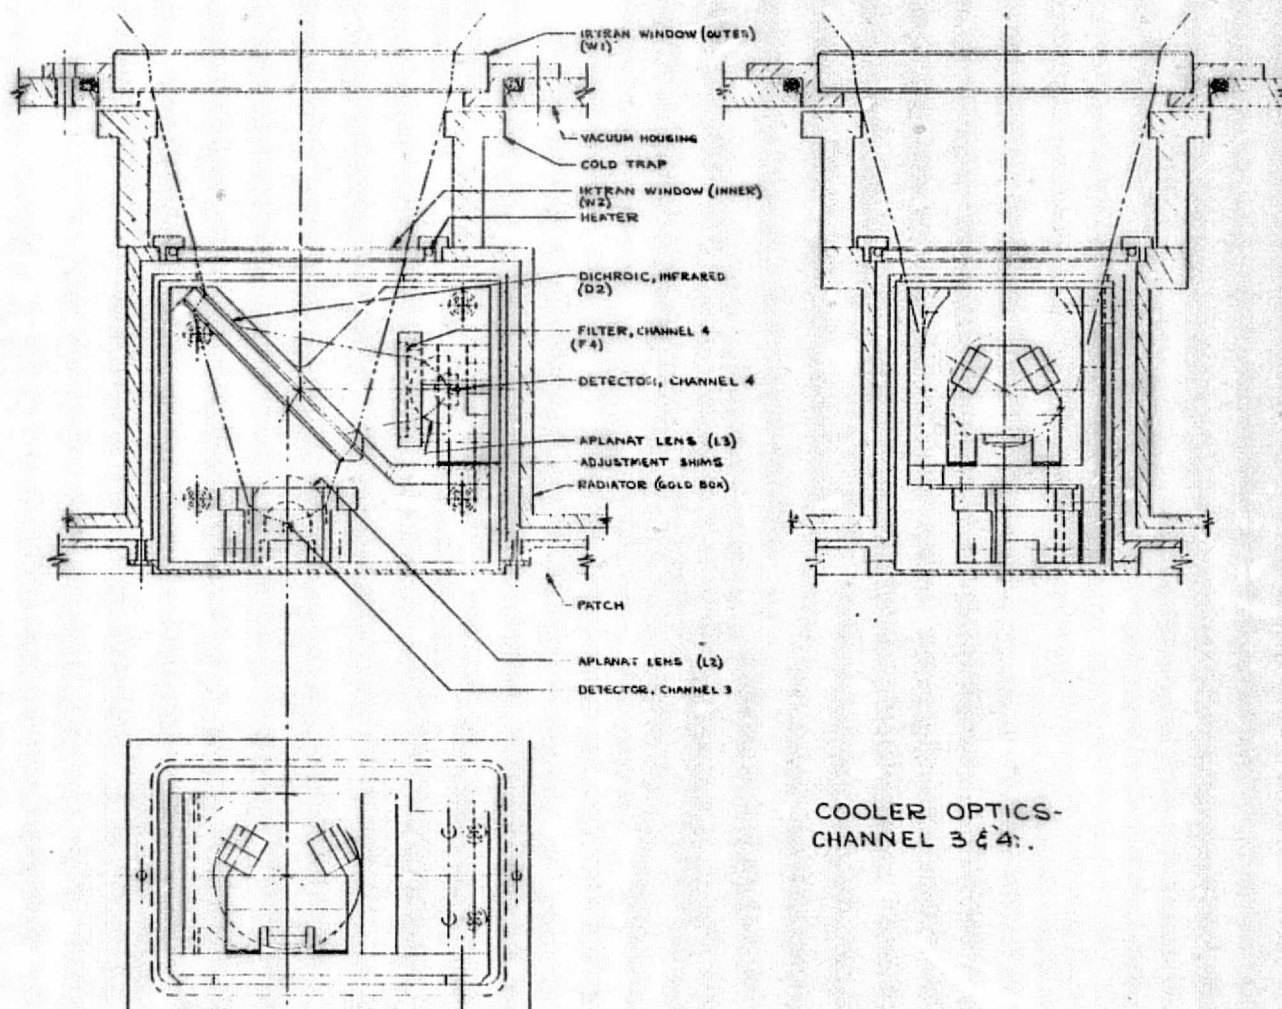 IRTRAN WINDOW (OUTER)
(W1)
VACUUM HOUSING
COLD TRAP
IRTRAN WINDOW (INNER)
(W2)
HEATER
DICHROIC, INFRARED
(D2)
FILTER, CHANNEL 4
(F4)
DETECTOR, CHANNEL 4
APLANAT LENS (L3)
ADJUSTMENT SHIMS
RADIATOR (GOLD BOX)
PATCH
APLANAT LENS (L2)
DETECTOR, CHANNEL 3
COOLER OPTICS-
CHANNEL 3 & 4.